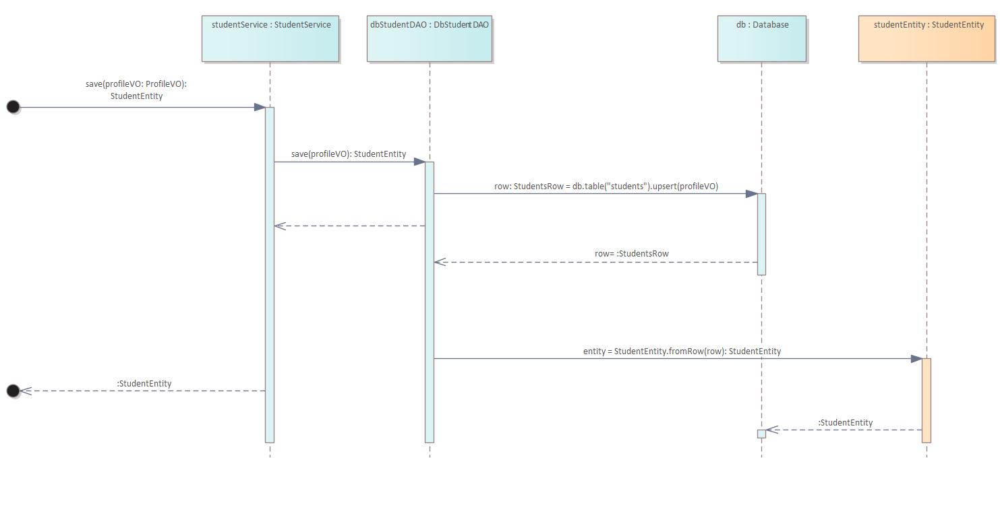 studentService : StudentService
dbStudentDAO : DbStudentDAO
db : Database
studentEntity : StudentEntity
save(profileVO: ProfileVO):
StudentEntity
save(profileVO): StudentEntity
row: StudentsRow = db.table("students").upsert(profileVO)
row= :StudentsRow
entity = StudentEntity.fromRow(row): StudentEntity
:StudentEntity
:StudentEntity